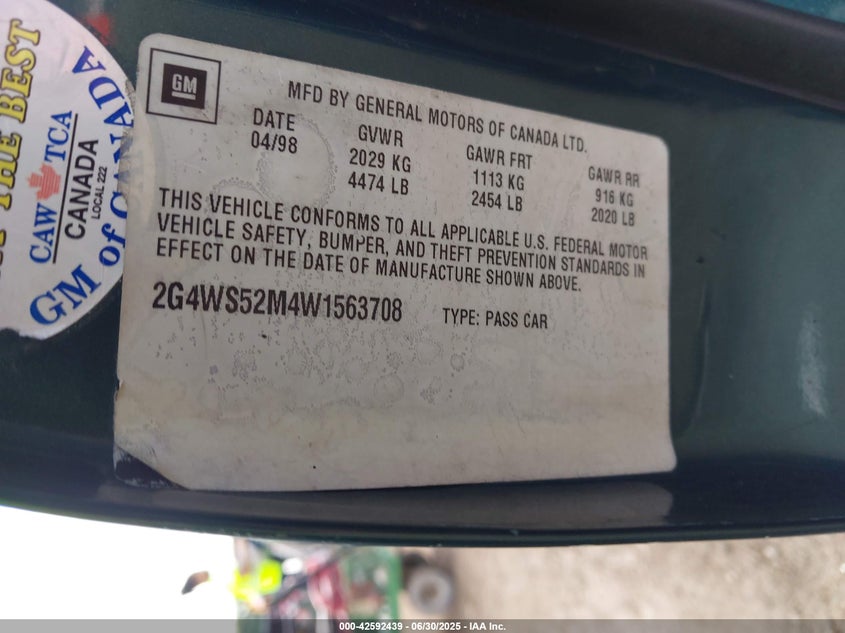 THE BEST
CAW TCA
CANADA
LOCAL 222
GM of CANADA
GM
MFD BY GENERAL MOTORS OF CANADA LTD.
DATE GVWR GAWR FRT GAWR RR
04/98 2029 KG 1113 KG 916 KG
4474 LB 2454 LB 2020 LB
THIS VEHICLE CONFORMS TO ALL APPLICABLE U.S. FEDERAL MOTOR
VEHICLE SAFETY, BUMPER, AND THEFT PREVENTION STANDARDS IN
EFFECT ON THE DATE OF MANUFACTURE SHOWN ABOVE.
2G4WS52M4W1563708 TYPE: PASS CAR
000-42592439 - 06/30/2025 - IAA Inc.